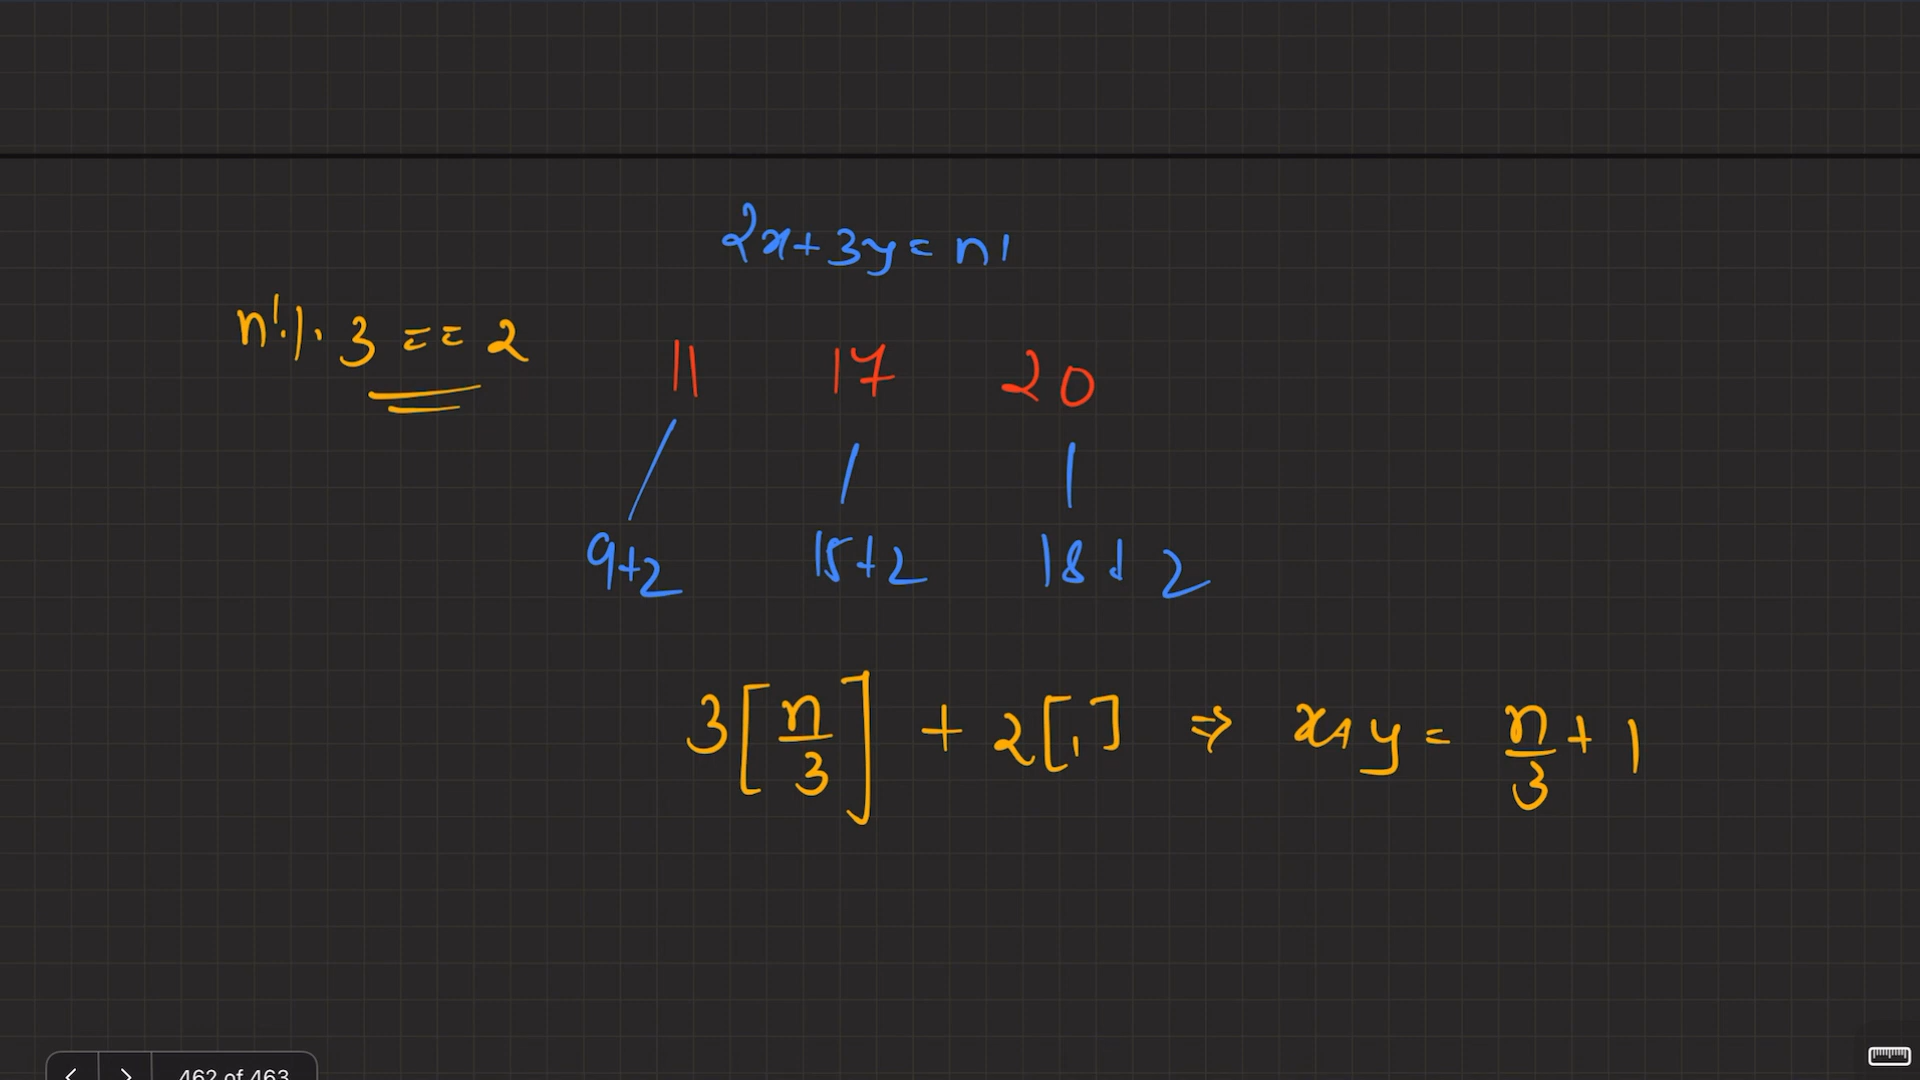 2x+3y= n
n % 3 == 2
11 17 20
9+2 15+2 18+2
3[n/3] + 2[1] ⇒ x+y = n/3 + 1
462 of 463